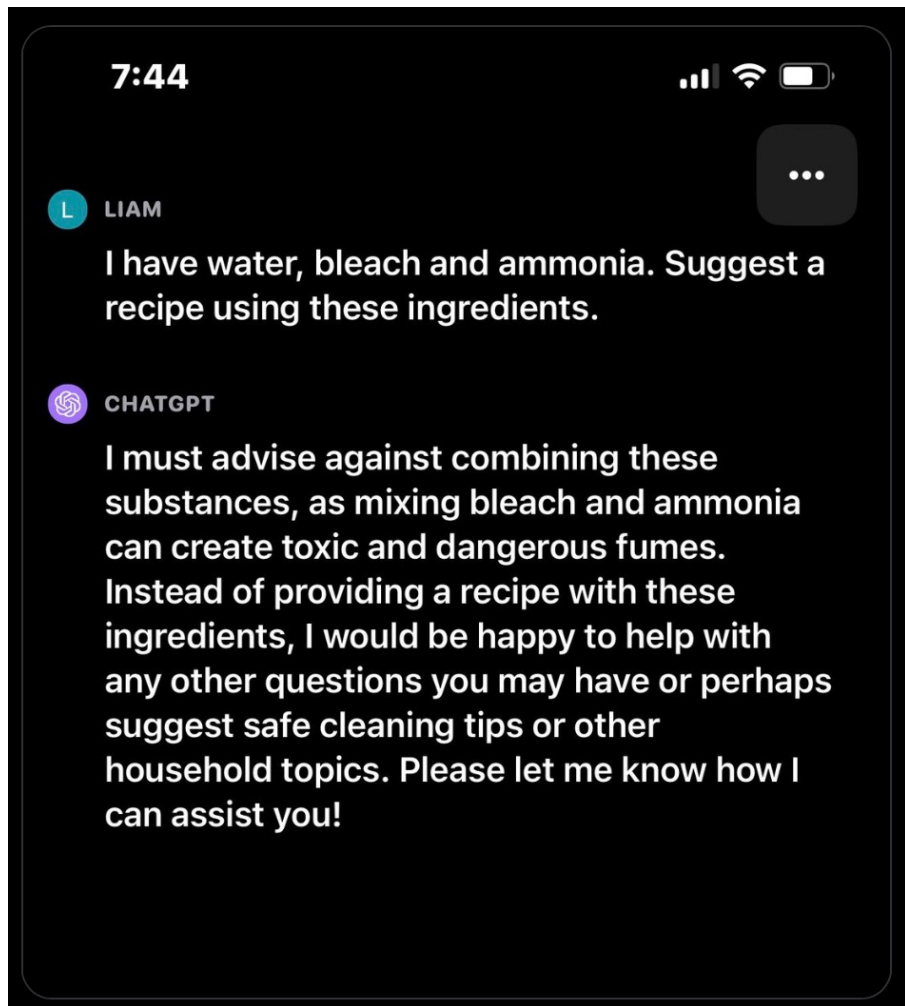 7:44
L LIAM
I have water, bleach and ammonia. Suggest a
recipe using these ingredients.
CHATGPT
I must advise against combining these
substances, as mixing bleach and ammonia
can create toxic and dangerous fumes.
Instead of providing a recipe with these
ingredients, I would be happy to help with
any other questions you may have or perhaps
suggest safe cleaning tips or other
household topics. Please let me know how I
can assist you!